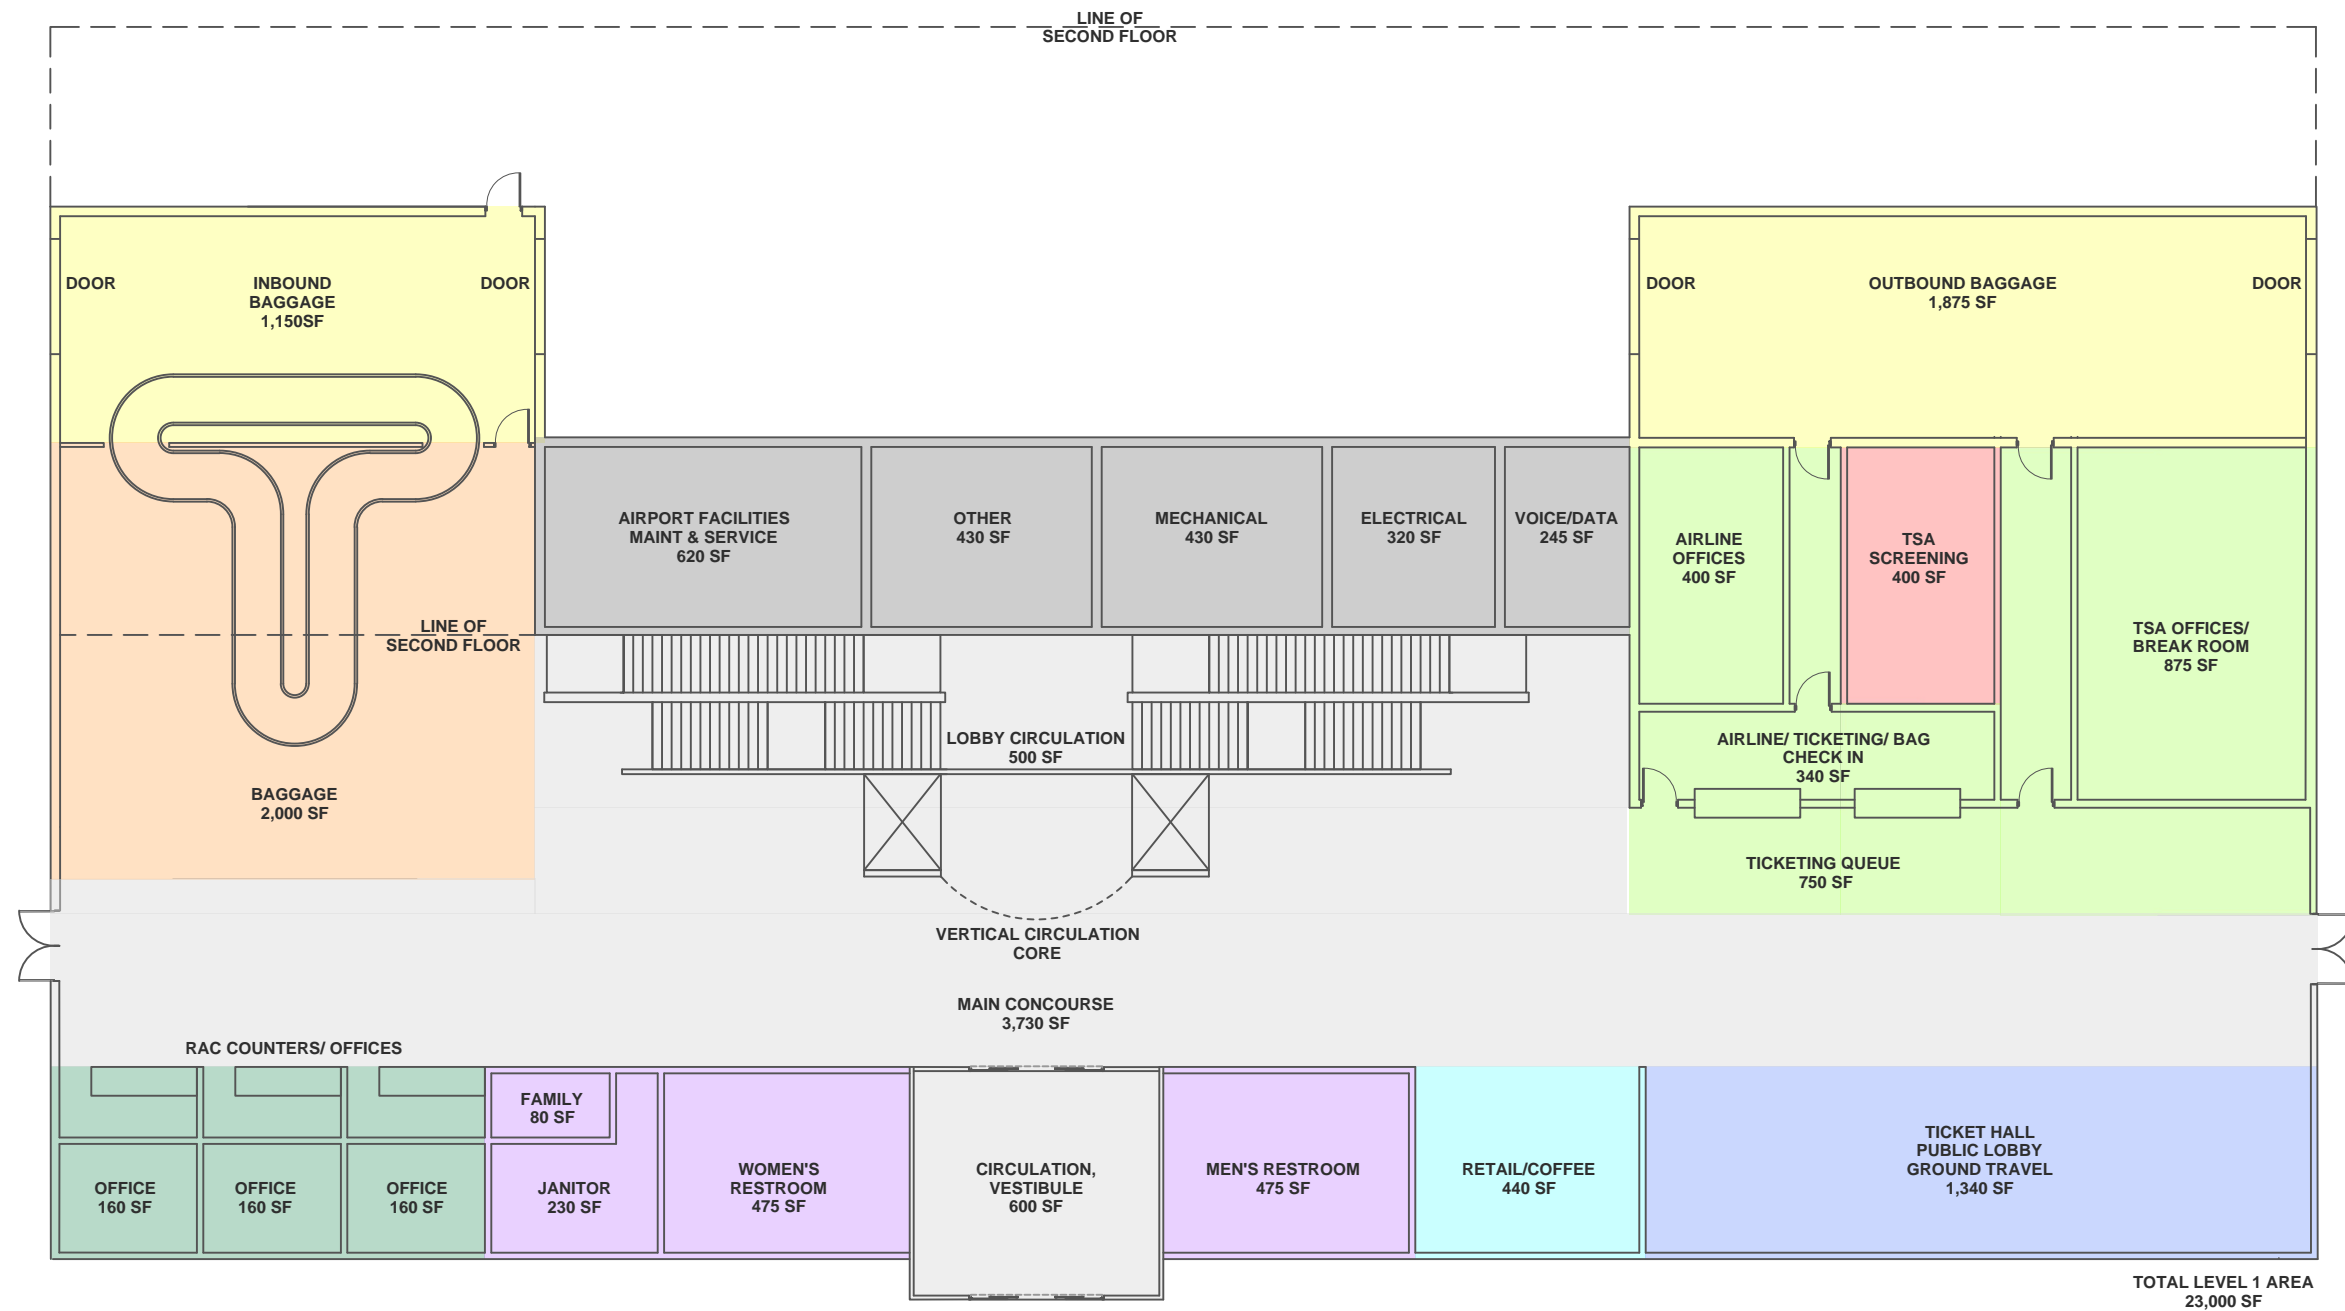 LINE OF
SECOND FLOOR
DOOR
INBOUND
BAGGAGE
1,150SF
DOOR
DOOR
OUTBOUND BAGGAGE
1,875 SF
DOOR
AIRPORT FACILITIES
MAINT & SERVICE
620 SF
OTHER
430 SF
MECHANICAL
430 SF
ELECTRICAL
320 SF
VOICE/DATA
245 SF
AIRLINE
OFFICES
400 SF
TSA
SCREENING
400 SF
TSA OFFICES/
BREAK ROOM
875 SF
LINE OF
SECOND FLOOR
LOBBY CIRCULATION
500 SF
AIRLINE/ TICKETING/ BAG
CHECK IN
340 SF
BAGGAGE
2,000 SF
TICKETING QUEUE
750 SF
VERTICAL CIRCULATION
CORE
MAIN CONCOURSE
3,730 SF
RAC COUNTERS/ OFFICES
FAMILY
80 SF
OFFICE
160 SF
OFFICE
160 SF
OFFICE
160 SF
JANITOR
230 SF
WOMEN'S
RESTROOM
475 SF
CIRCULATION,
VESTIBULE
600 SF
MEN'S RESTROOM
475 SF
RETAIL/COFFEE
440 SF
TICKET HALL
PUBLIC LOBBY
GROUND TRAVEL
1,340 SF
TOTAL LEVEL 1 AREA
23,000 SF